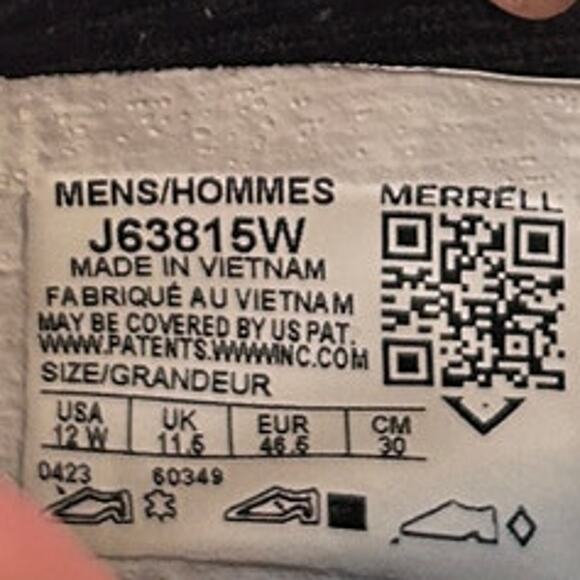 MENS/HOMMES
J63815W
MADE IN VIETNAM
FABRIQUÉ AU VIETNAM
MAY BE COVERED BY US PAT.
WWW.PATENTS.WWWINC.COM
SIZE/GRANDEUR
USA UK EUR CM
12 W 11.5 46.5 30
0423 60349
MERRELL